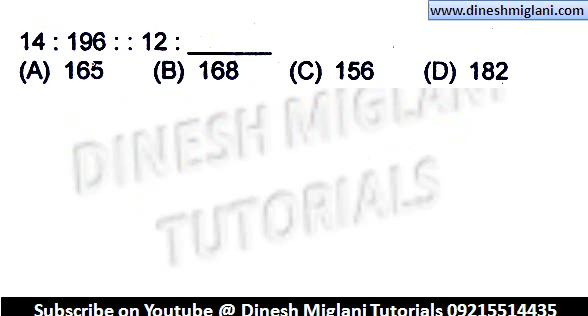 www.dineshmiglani.com
14 : 196 : : 12 : ________
(A) 165 (B) 168 (C) 156 (D) 182
DINESH MIGLANI
TUTORIALS
Subscribe on Youtube @ Dinesh Miglani Tutorials 09215514435